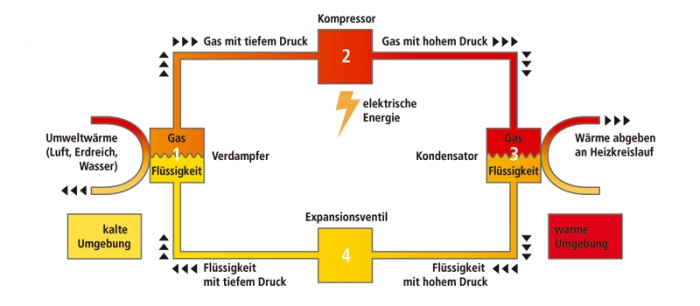 Kompressor
▶▶▶ Gas mit tiefem Druck
2
Gas mit hohem Druck ▶▶▶
elektrische
Energie
Umweltwärme
(Luft, Erdreich,
Wasser)
Gas
1
Flüssigkeit
Verdampfer
Kondensator
Gas
3
Flüssigkeit
Wärme abgeben
an Heizkreislauf
kalte
Umgebung
Expansionsventil
4
warme
Umgebung
Flüssigkeit
mit tiefem Druck
Flüssigkeit
mit hohem Druck